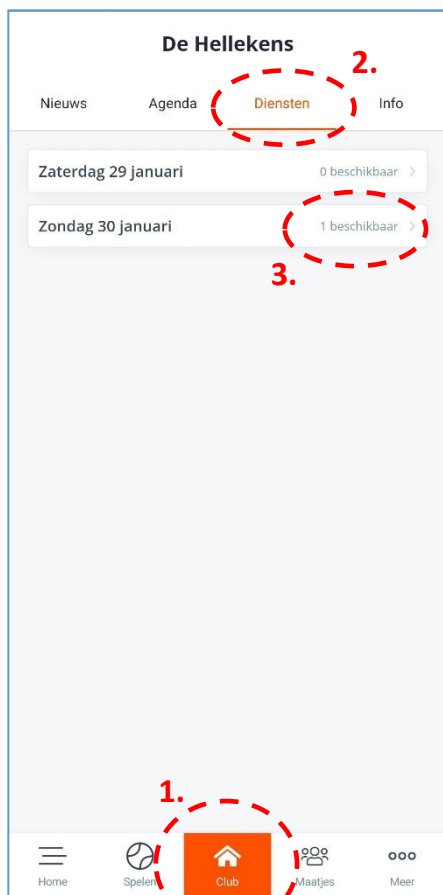 De Hellekens
2.
Nieuws Agenda Diensten Info
Zaterdag 29 januari 0 beschikbaar
Zondag 30 januari 1 beschikbaar
3.
1.
Home Spelen Club Maatjes Meer